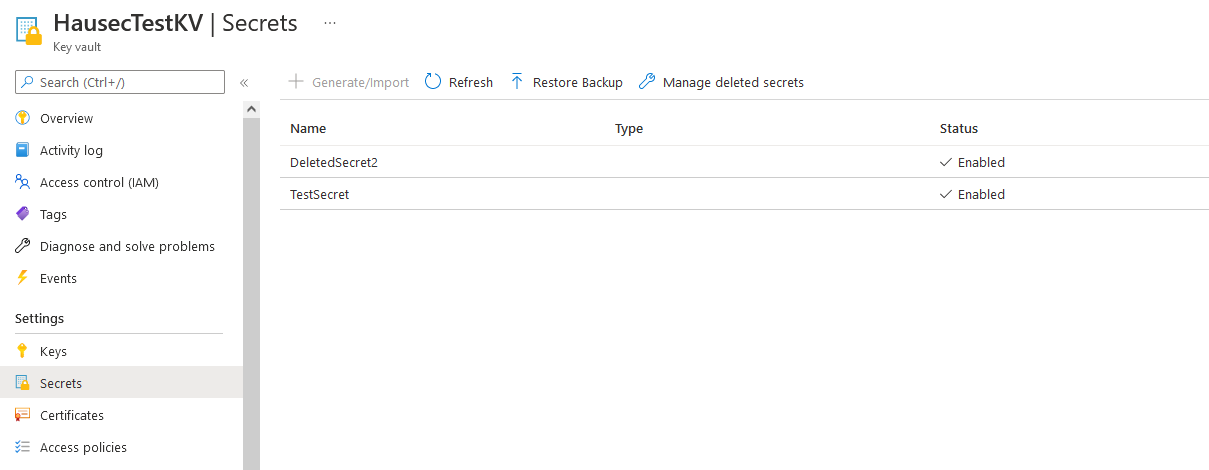 HausecTestKV | Secrets ...
Key vault
Search (Ctrl+/)
«
Overview
Activity log
Access control (IAM)
Tags
Diagnose and solve problems
Events
Settings
Keys
Secrets
Certificates
Access policies
Generate/Import Refresh Restore Backup Manage deleted secrets
Name Type Status
DeletedSecret2 Enabled
TestSecret Enabled